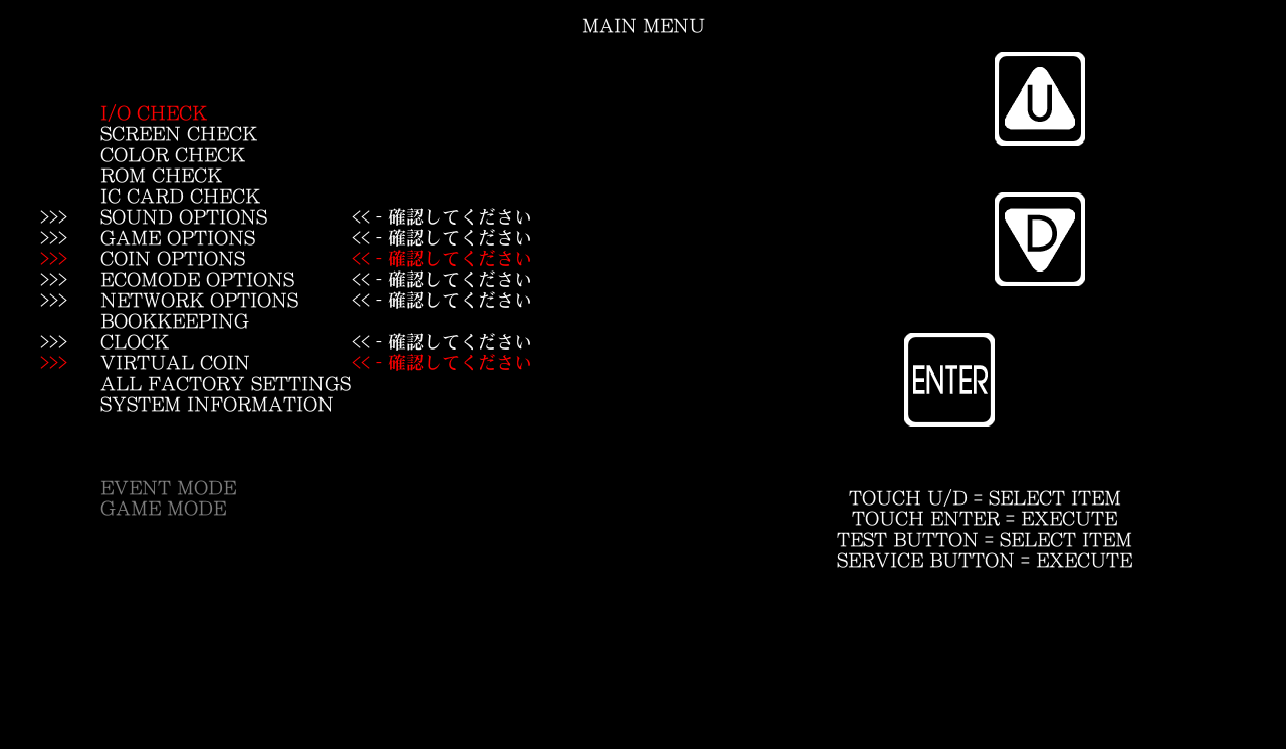 MAIN MENU
U
I/O CHECK
SCREEN CHECK
COLOR CHECK
ROM CHECK
IC CARD CHECK
>>> SOUND OPTIONS << - 確認してください
>>> GAME OPTIONS << - 確認してください
D
>>> COIN OPTIONS << - 確認してください
>>> ECOMODE OPTIONS << - 確認してください
>>> NETWORK OPTIONS << - 確認してください
BOOKKEEPING
>>> CLOCK << - 確認してください
>>> VIRTUAL COIN << - 確認してください
ENTER
ALL FACTORY SETTINGS
SYSTEM INFORMATION
EVENT MODE
GAME MODE
TOUCH U/D = SELECT ITEM
TOUCH ENTER = EXECUTE
TEST BUTTON = SELECT ITEM
SERVICE BUTTON = EXECUTE